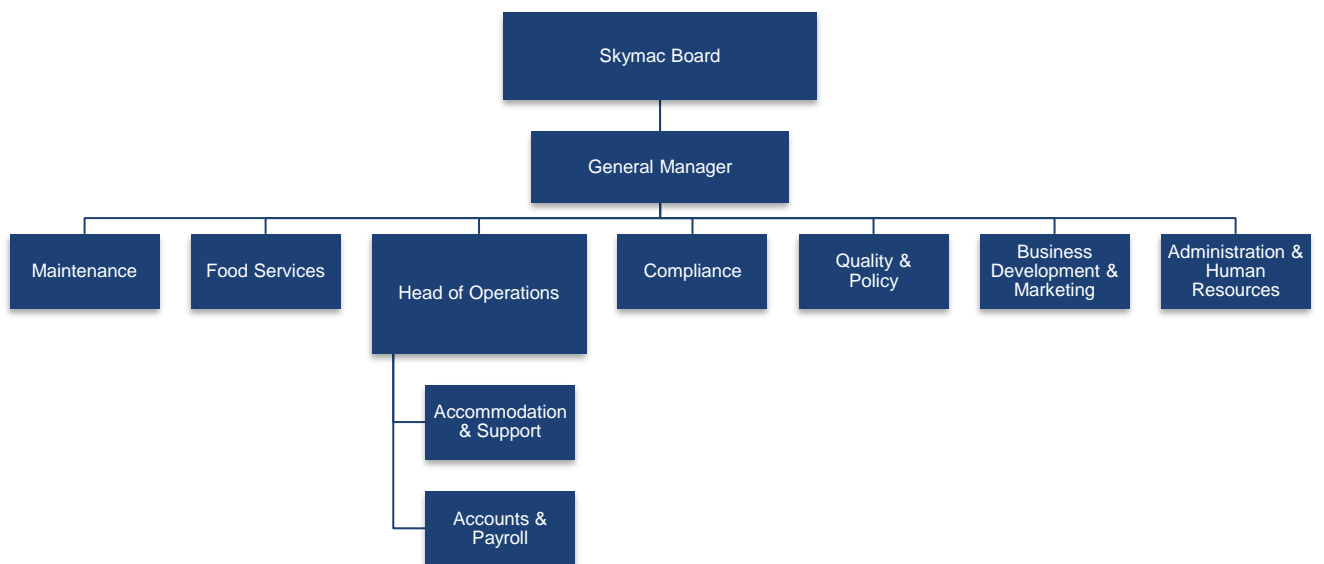 Skymac Board
General Manager
Maintenance
Food Services
Head of Operations
Compliance
Quality &
Policy
Business
Development &
Marketing
Administration &
Human
Resources
Accommodation
& Support
Accounts &
Payroll